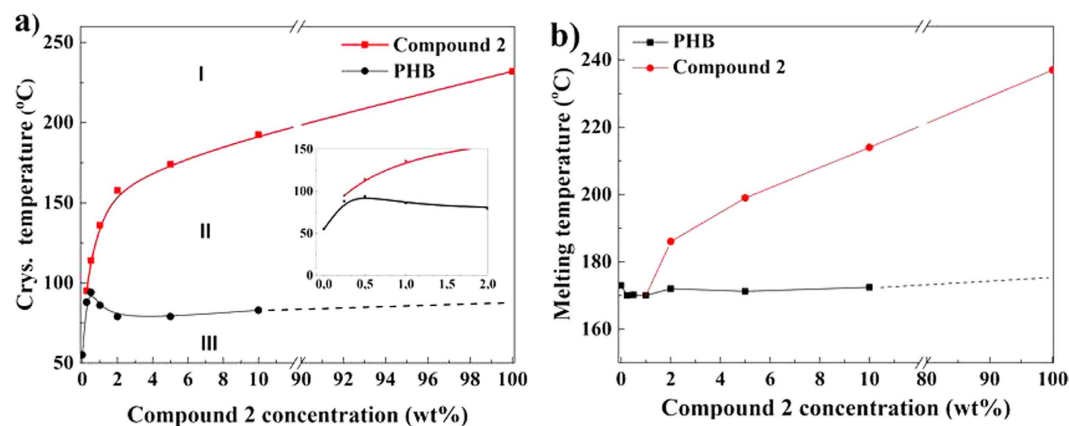 a)
Crys. temperature (°C)
250
200
150
100
50
Compound 2
PHB
I
II
III
150
100
50
0
0.0 0.5 1.0 1.5 2.0
0 2 4 6 8 10 90 91 92 94 96 98 100
Compound 2 concentration (wt%)
b)
Melting temperature (°C)
240
220
200
180
160
PHB
Compound 2
0 2 4 6 8 10 80 90 100
Compound 2 concentration (wt%)